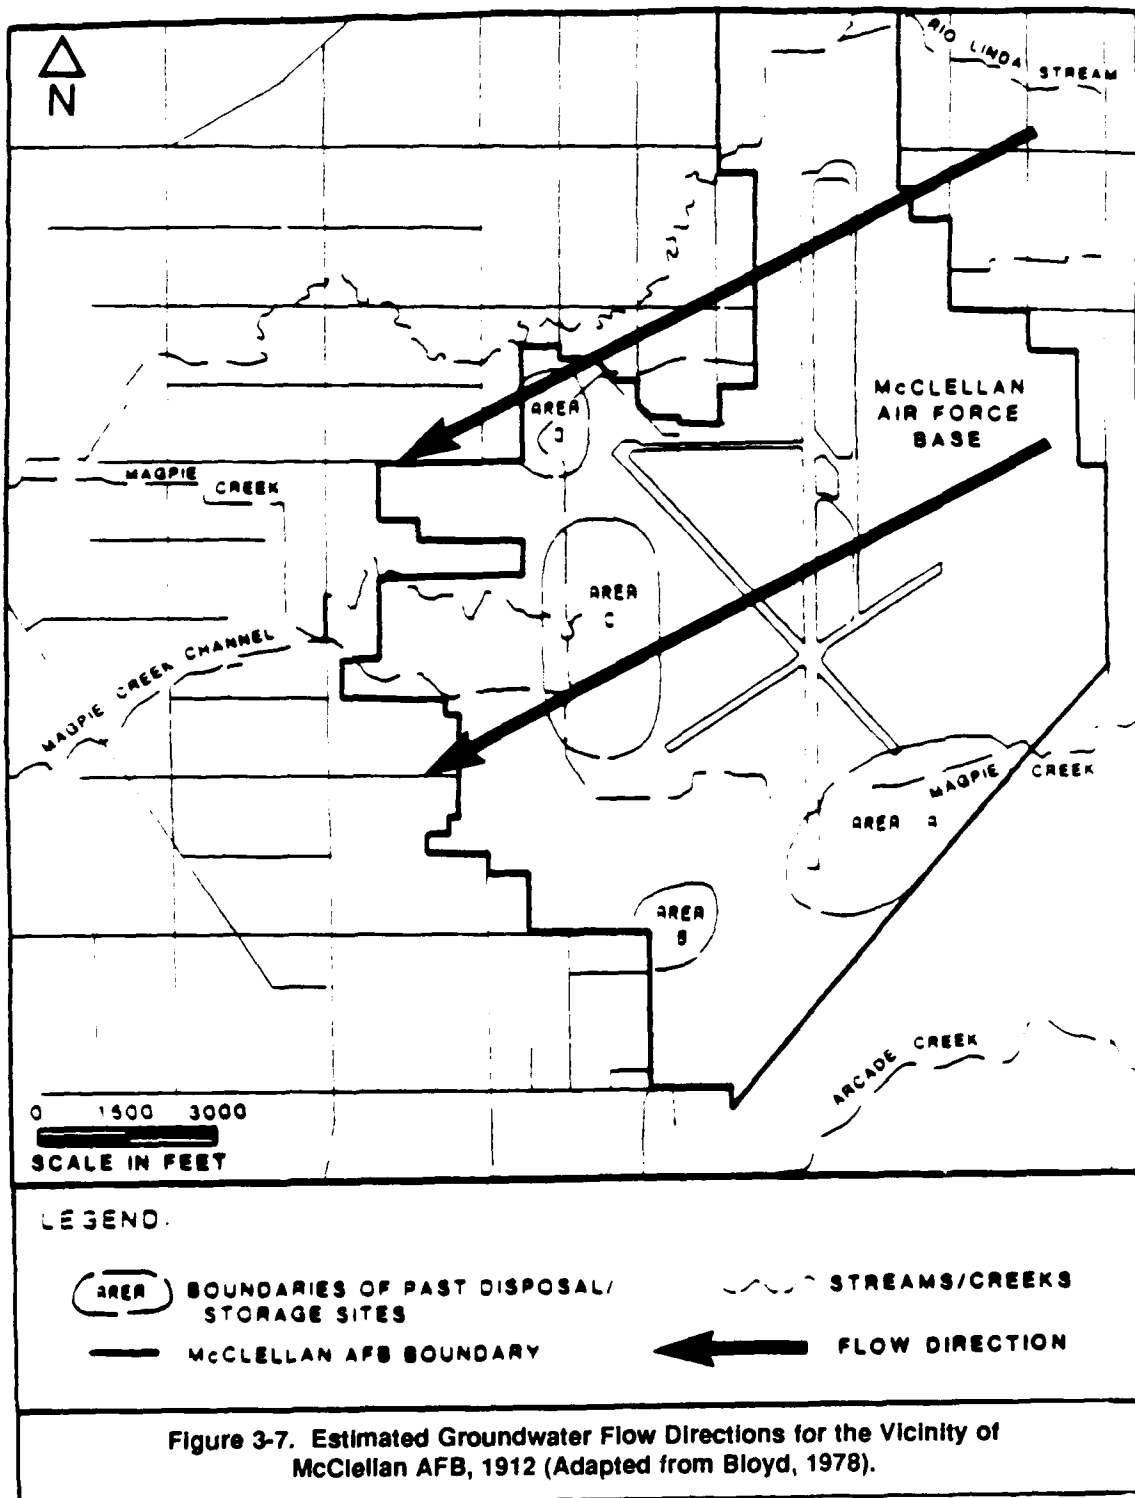 N
RIO LINDA STREAM
McCLELLAN
AIR FORCE
BASE
AREA
D
MAGPIE
CREEK
AREA
C
MAGPIE CREEK CHANNEL
MAGPIE CREEK
AREA A
AREA
B
ARCADE CREEK
0 1500 3000
SCALE IN FEET
LEGEND.
AREA
BOUNDARIES OF PAST DISPOSAL/
STORAGE SITES
STREAMS/CREEKS
McCLELLAN AFB BOUNDARY
FLOW DIRECTION
Figure 3-7. Estimated Groundwater Flow Directions for the Vicinity of
McClellan AFB, 1912 (Adapted from Bloyd, 1978).